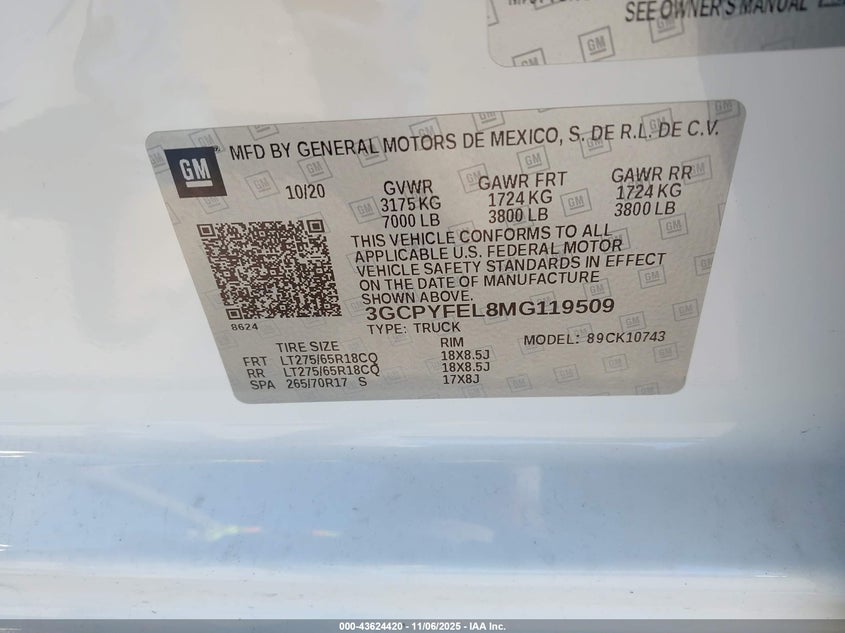 SEE OWNER'S MANUAL
GM
MFD BY GENERAL MOTORS DE MEXICO, S. DE R.L. DE C.V.
10/20 GVWR GAWR FRT GAWR RR
3175 KG 1724 KG 1724 KG
7000 LB 3800 LB 3800 LB
THIS VEHICLE CONFORMS TO ALL
APPLICABLE U.S. FEDERAL MOTOR
VEHICLE SAFETY STANDARDS IN EFFECT
ON THE DATE OF MANUFACTURE
SHOWN ABOVE.
3GCPYFEL8MG119509
8624
TYPE: TRUCK MODEL: 89CK10743
TIRE SIZE RIM
FRT LT275/65R18CQ 18X8.5J
RR LT275/65R18CQ 18X8.5J
SPA 265/70R17 S 17X8J
000-43624420 - 11/06/2025 - IAA Inc.